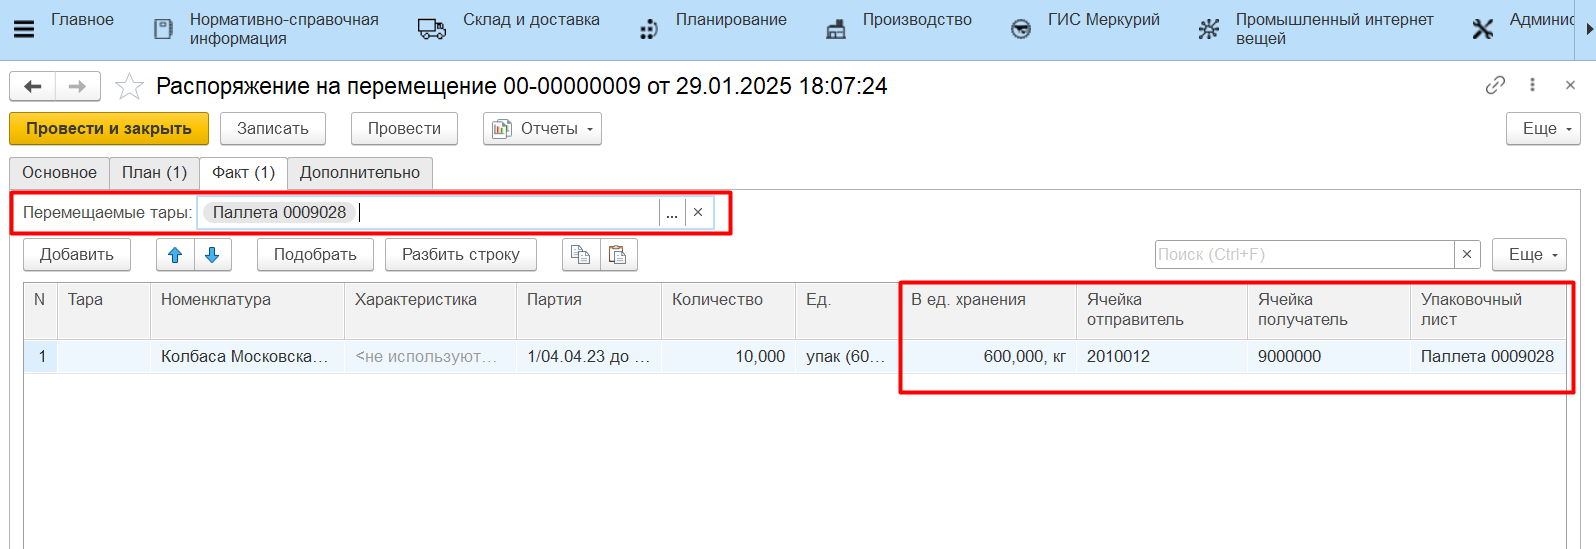 Главное
Нормативно-справочная
информация
Склад и доставка
Планирование
Производство
ГИС Меркурий
Промышленный интернет
вещей
Админис
Распоряжение на перемещение 00-00000009 от 29.01.2025 18:07:24
Провести и закрыть
Записать
Провести
Отчеты
Еще
Основное
План (1)
Факт (1)
Дополнительно
Перемещаемые тары: Паллета 0009028 ... ×
Добавить
Подобрать
Разбить строку
Поиск (Ctrl+F) ×
Еще
N Тара Номенклатура Характеристика Партия Количество Ед. В ед. хранения Ячейка
отправитель
Ячейка
получатель
Упаковочный
лист
1 Колбаса Московска... <не используют... 1/04.04.23 до ... 10,000 упак (60... 600,000, кг 2010012 9000000 Паллета 0009028